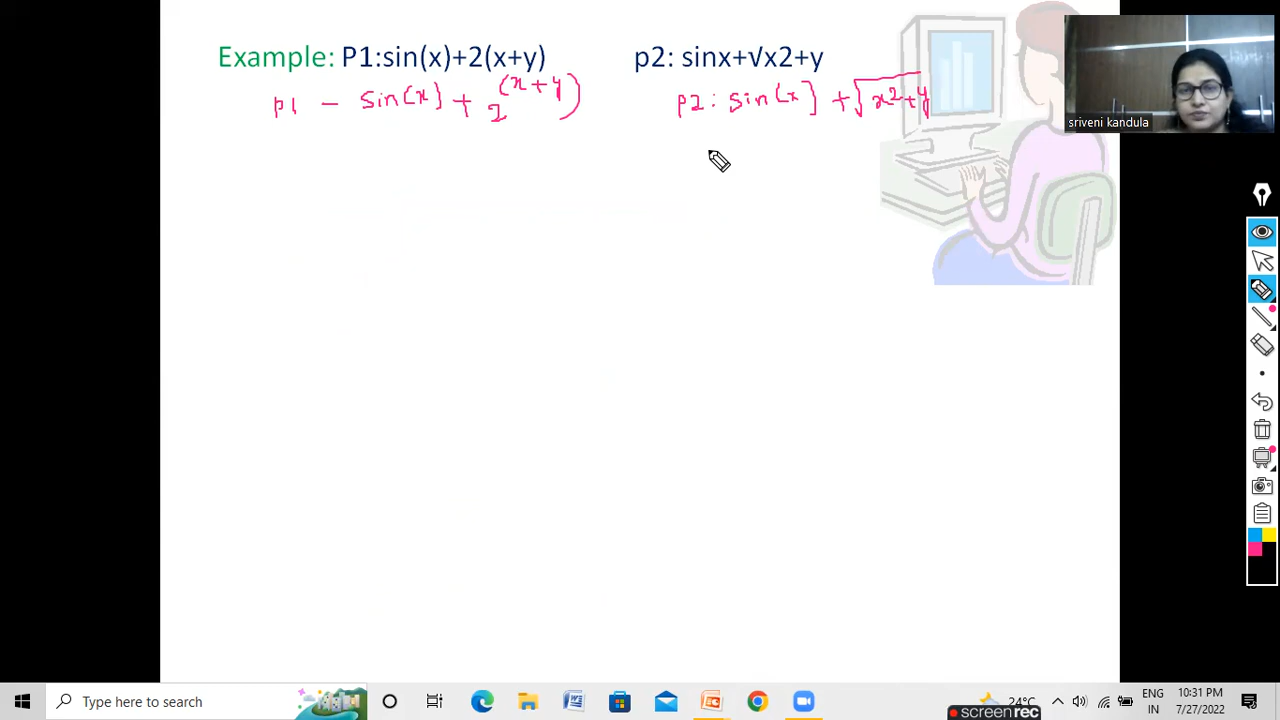 Example: P1:sin(x)+2(x+y) p2: sinx+√x2+y
p1 - sin(x) + 2^(x+y) p2: sin(x) + √x²+y
sriveni kandula
Type here to search
24°C
ENG
IN
10:31 PM
7/27/2022
screenrec